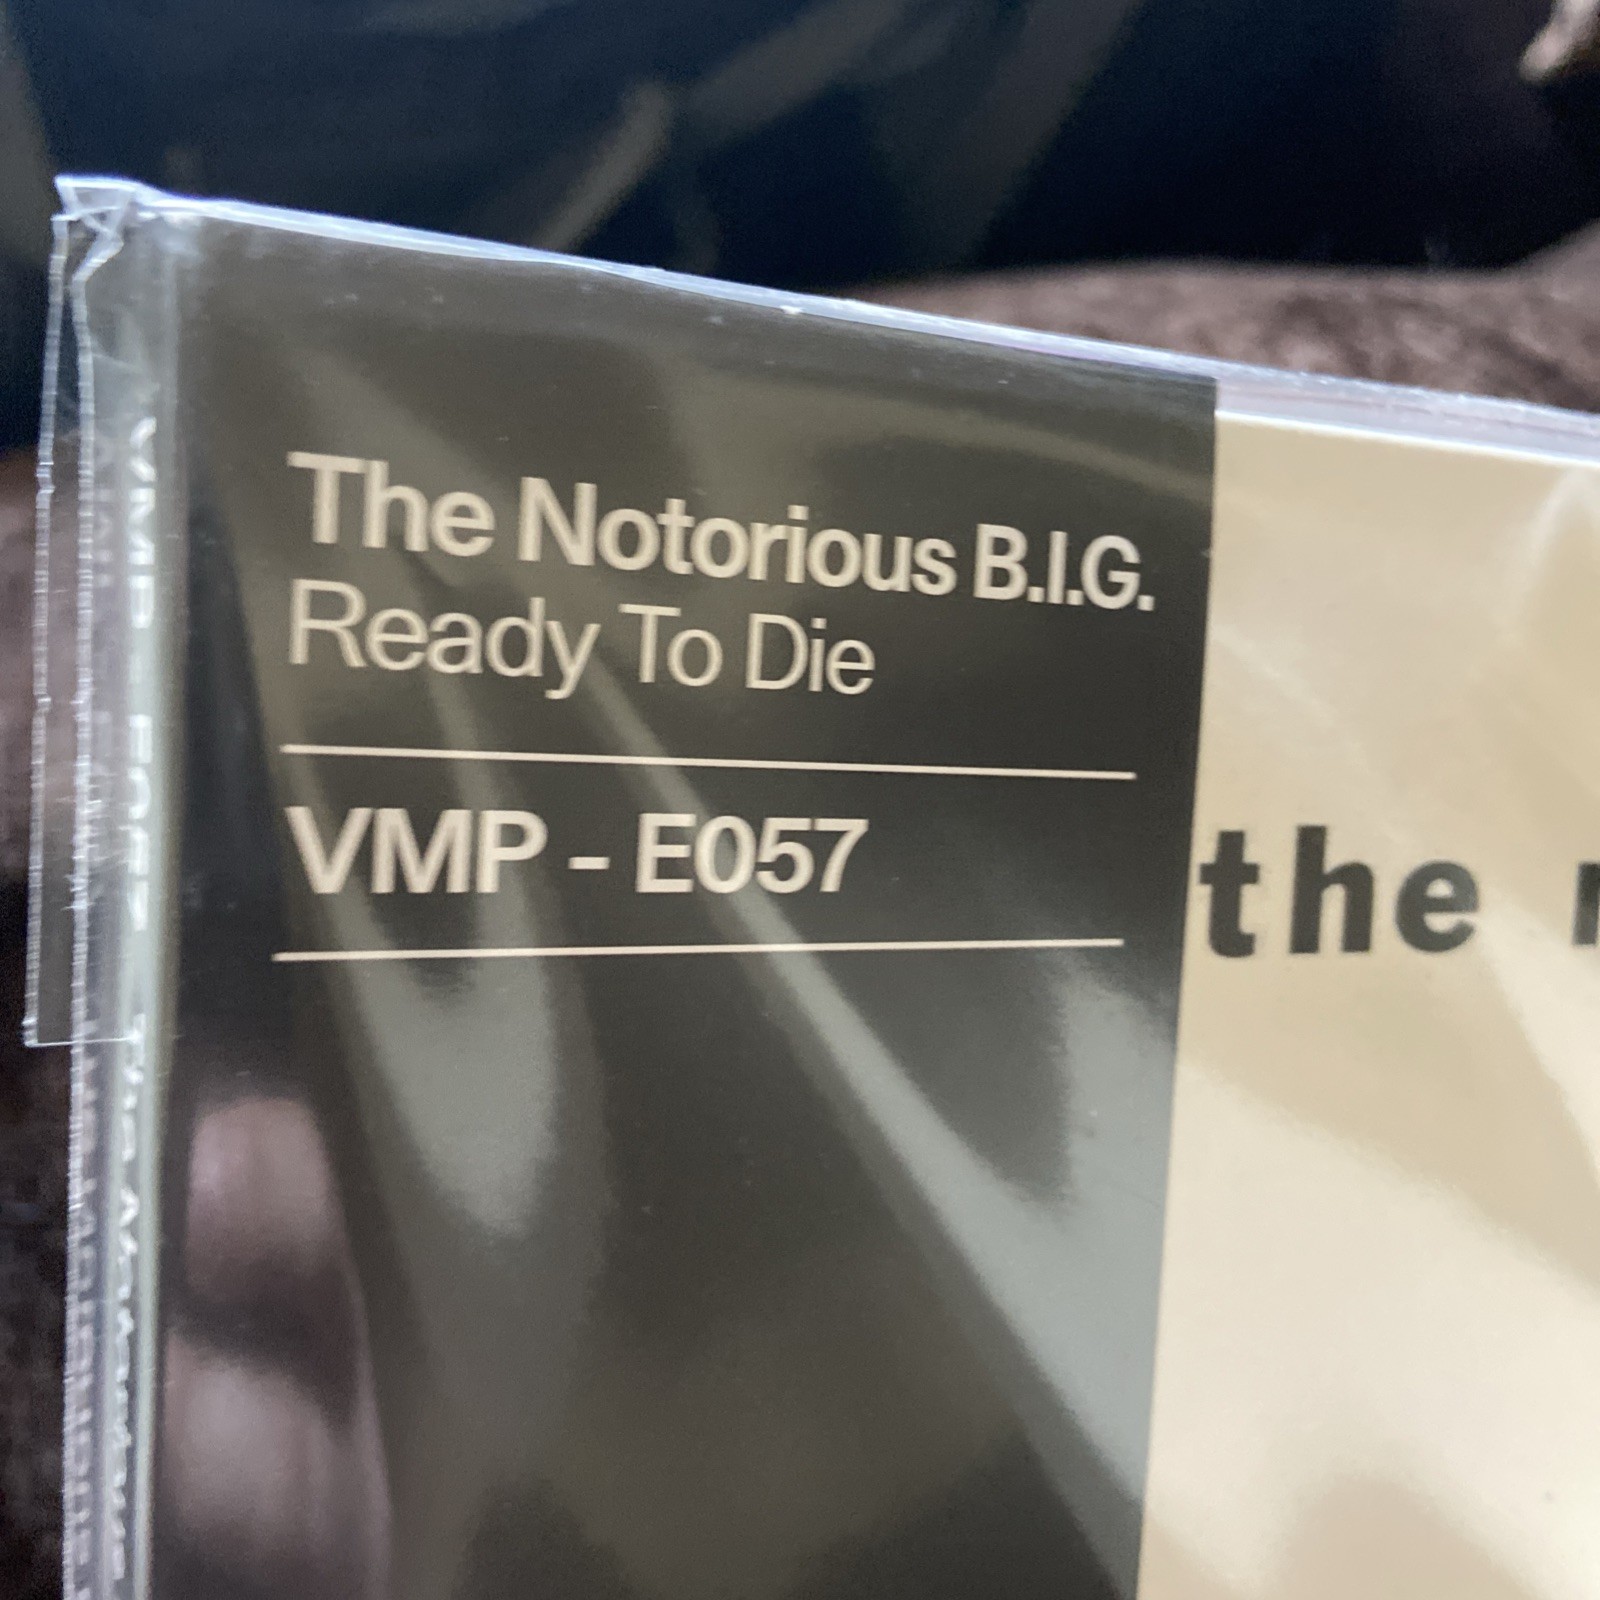 The Notorious B.I.G.
Ready To Die
VMP - E057
the